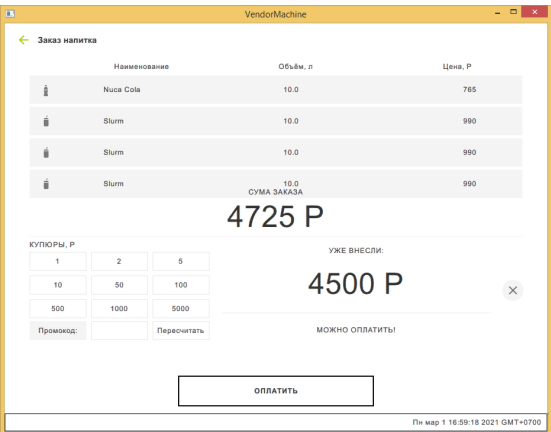 VendorMachine
Заказ напитка
Наименование Объём, л Цена, Р
Nuca Cola 10.0 765
Slurm 10.0 990
Slurm 10.0 990
Slurm 10.0 990
СУМА ЗАКАЗА
4725 Р
КУПЮРЫ, Р
УЖЕ ВНЕСЛИ:
1 2 5
10 50 100
4500 Р
500 1000 5000
Промокод: Пересчитать
МОЖНО ОПЛАТИТЬ!
ОПЛАТИТЬ
Пн мар 1 16:59:18 2021 GMT+0700